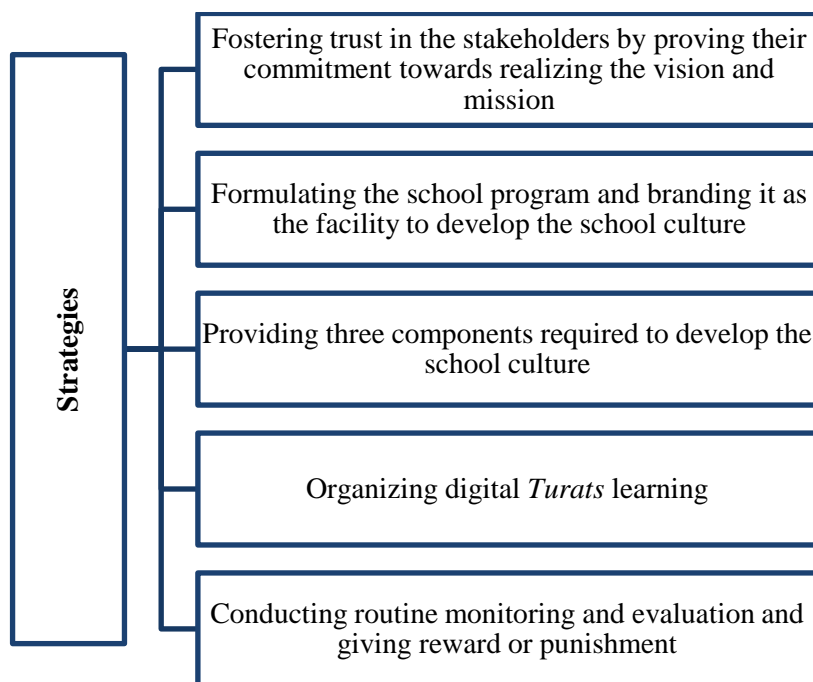 Strategies
Fostering trust in the stakeholders by proving their
commitment towards realizing the vision and
mission
Formulating the school program and branding it as
the facility to develop the school culture
Providing three components required to develop the
school culture
Organizing digital Turats learning
Conducting routine monitoring and evaluation and
giving reward or punishment